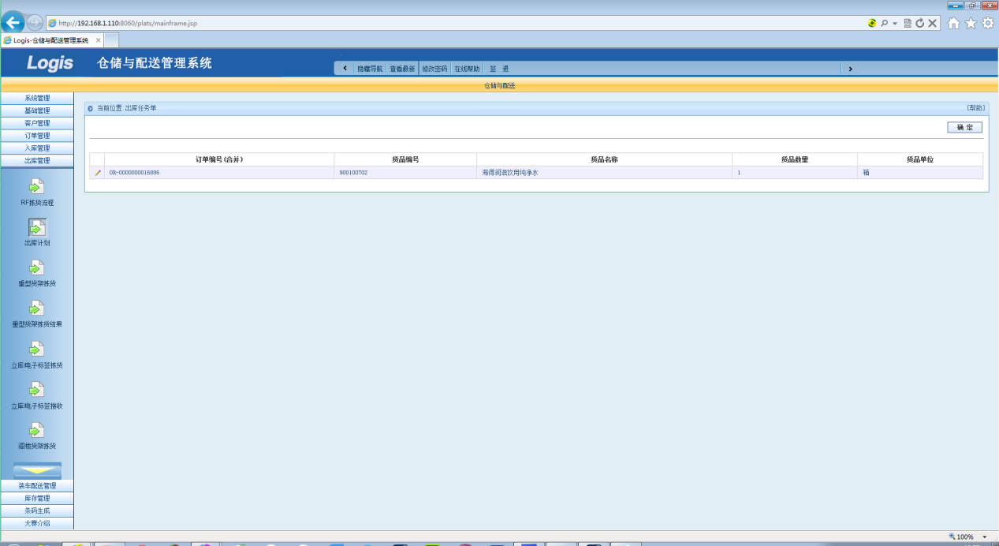 http://192.168.1.110:8060/plats/mainframe.jsp
Logis-仓储与配送管理系统
Logis 仓储与配送管理系统
隐藏导航 查看最新 修改密码 在线帮助 签 退
仓储与配送
系统管理
基础管理
客户管理
订单管理
入库管理
出库管理
RF拣货流程
出库计划
重型货架拣货
重型货架拣货结果
立库电子标签拣货
立库电子标签接收
阁楼货架拣货
装车配送管理
库存管理
条码生成
大赛介绍
当前位置:出库任务单 [帮助]
确 定
订单编号(合并) 货品编号 货品名称 货品数量 货品单位
OR-0000000016886 900100702 海得润滋饮用纯净水 1 箱
100%